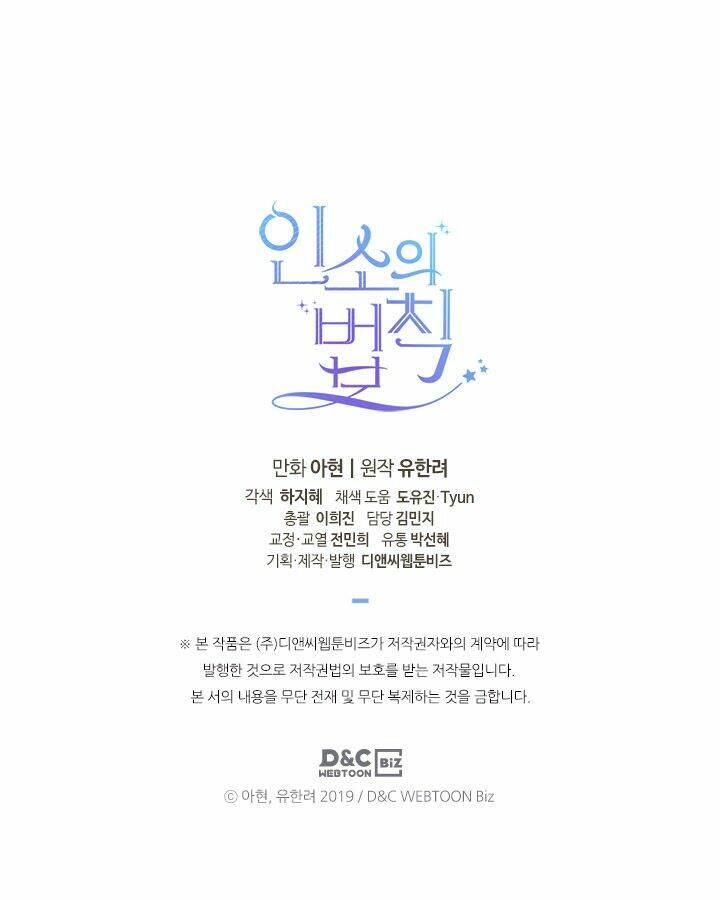 인소의
법칙
만화 아현 | 원작 유한려
각색 하지혜 채색 도움 도유진·Tyun
총괄 이희진 담당 김민지
교정·교열 전민희 유통 박선혜
기획·제작·발행 디앤씨웹툰비즈
※ 본 작품은 (주)디앤씨웹툰비즈가 저작권자와의 계약에 따라
발행한 것으로 저작권법의 보호를 받는 저작물입니다.
본 서의 내용을 무단 전재 및 무단 복제하는 것을 금합니다.
D&C
WEBTOON BiZ
ⓒ 아현, 유한려 2019 / D&C WEBTOON Biz